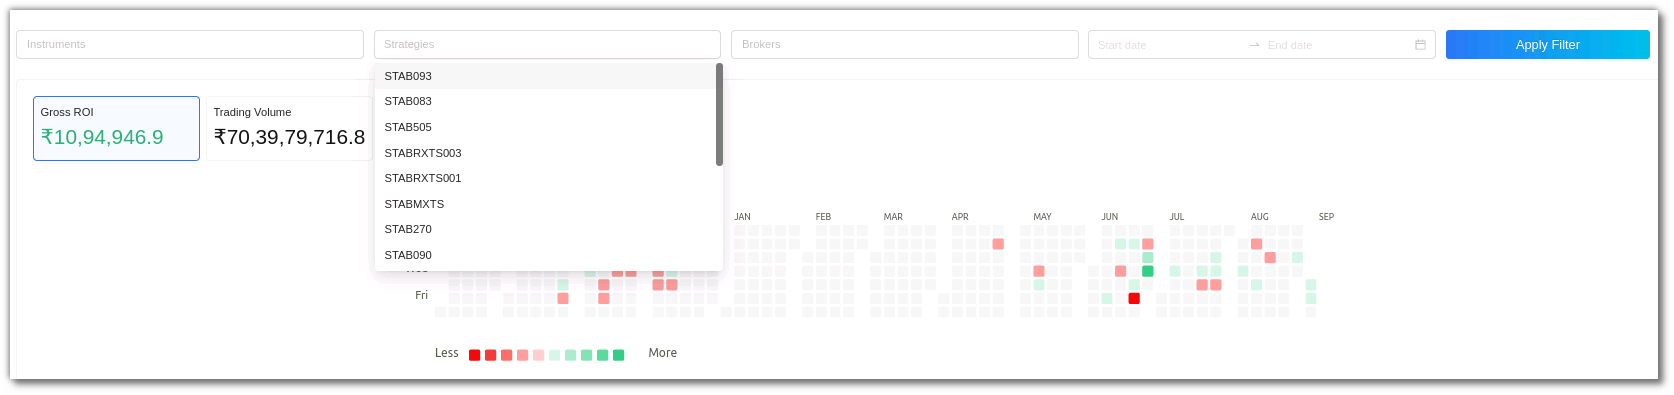 Instruments
Strategies
Brokers
Start date
End date
Apply Filter
Gross ROI
₹10,94,946.9
Trading Volume
₹70,39,79,716.8
STAB093
STAB083
STAB505
STABRXTS003
STABRXTS001
STABMXTS
STAB270
STAB090
JAN FEB MAR APR MAY JUN JUL AUG SEP
Fri
Less
More